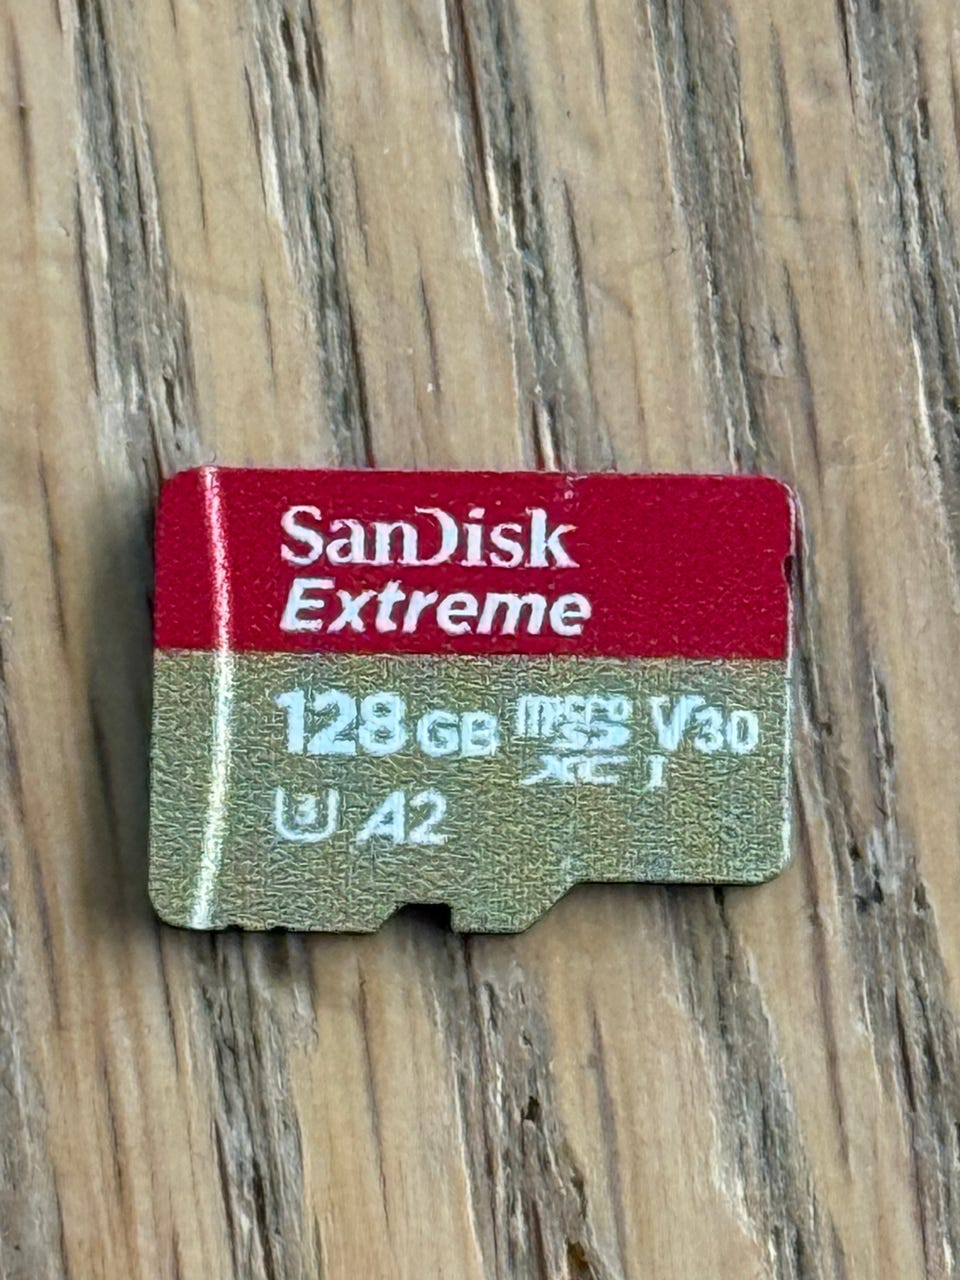 SanDisk
Extreme
128 GB micro SD XC I V30
U3 A2